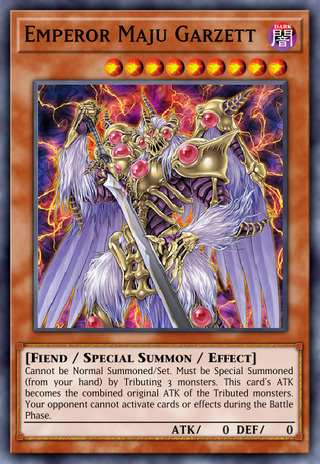 EMPEROR MAJU GARZETT
DARK
闇
[FIEND / SPECIAL SUMMON / EFFECT]
Cannot be Normal Summoned/Set. Must be Special Summoned
(from your hand) by Tributing 3 monsters. This card's ATK
becomes the combined original ATK of the Tributed monsters.
Your opponent cannot activate cards or effects during the Battle
Phase.
ATK/ 0 DEF/ 0